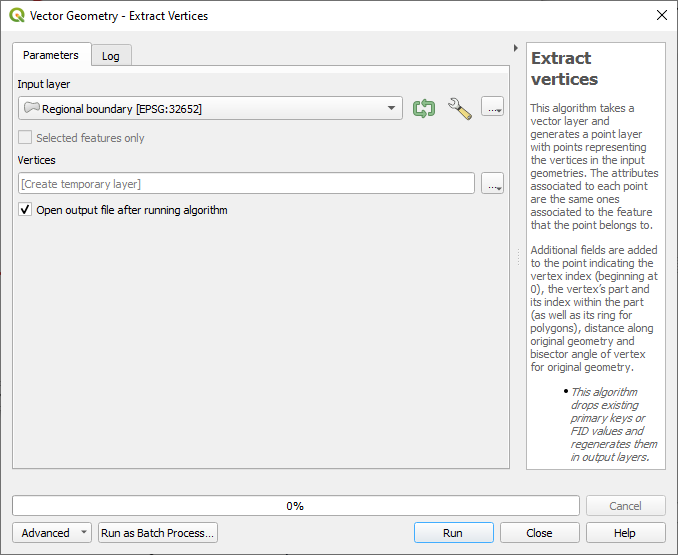 Vector Geometry - Extract Vertices
Parameters
Log
Input layer
Regional boundary [EPSG:32652]
...
Selected features only
Vertices
[Create temporary layer]
...
Open output file after running algorithm
Extract
vertices
This algorithm takes a
vector layer and
generates a point layer
with points representing
the vertices in the input
geometries. The attributes
associated to each point
are the same ones
associated to the feature
that the point belongs to.
Additional fields are added
to the point indicating the
vertex index (beginning at
0), the vertex's part and
its index within the part
(as well as its ring for
polygons), distance along
original geometry and
bisector angle of vertex
for original geometry.
• This algorithm
drops existing
primary keys or
FID values and
regenerates them
in output layers.
0%
Cancel
Advanced
Run as Batch Process...
Run
Close
Help